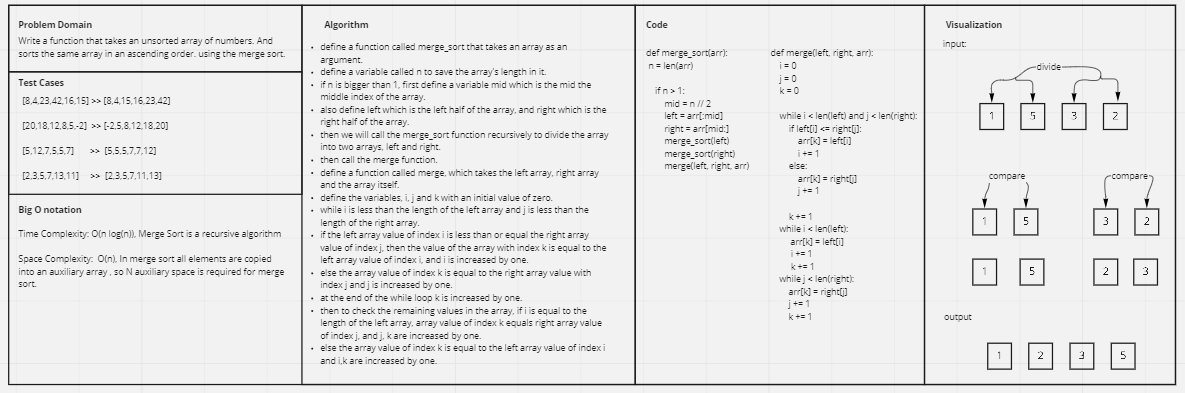 Problem Domain
Write a function that takes an unsorted array of numbers. And
sorts the same array in an ascending order. using the merge sort.
Test Cases
[8,4,23,42,16,15] >> [8,4,15,16,23,42]
[20,18,12,8,5,-2] >> [-2,5,8,12,18,20]
[5,12,7,5,5,7] >> [5,5,5,7,7,12]
[2,3,5,7,13,11] >> [2,3,5,7,11,13]
Big O notation
Time Complexity: O(n log(n)), Merge Sort is a recursive algorithm
Space Complexity: O(n), In merge sort all elements are copied
into an auxiliary array , so N auxiliary space is required for merge
sort.
Algorithm
• define a function called merge_sort that takes an array as an
argument.
• define a variable called n to save the array's length in it.
• if n is bigger than 1, first define a variable mid which is the mid the
middle index of the array.
• also define left which is the left half of the array, and right which is the
right half of the array.
• then we will call the merge_sort function recursively to divide the array
into two arrays, left and right.
• then call the merge function.
• define a function called merge, which takes the left array, right array
and the array itself.
• define the variables, i, j and k with an initial value of zero.
• while i is less than the length of the left array and j is less than the
length of the right array.
• if the left array value of index i is less than or equal the right array
value of index j, then the value of the array with index k is equal to the
left array value of index i, and i is increased by one.
• else the array value of index k is equal to the right array value with
index j and j is increased by one.
• at the end of the while loop k is increased by one.
• then to check the remaining values in the array, if i is equal to the
length of the left array, array value of index k equals right array value
of index j, and j, k are increased by one.
• else the array value of index k is equal to the left array value of index i
and i,k are increased by one.
Code
def merge_sort(arr):
n = len(arr)
if n > 1:
mid = n // 2
left = arr[:mid]
right = arr[mid:]
merge_sort(left)
merge_sort(right)
merge(left, right, arr)
def merge(left, right, arr):
i = 0
j = 0
k = 0
while i < len(left) and j < len(right):
if left[i] <= right[j]:
arr[k] = left[i]
i += 1
else:
arr[k] = right[j]
j += 1
k += 1
while i < len(left):
arr[k] = left[i]
i += 1
k += 1
while j < len(right):
arr[k] = right[j]
j += 1
k += 1
Visualization
input:
divide
1 5 3 2
compare compare
1 5 3 2
1 5 2 3
output
1 2 3 5